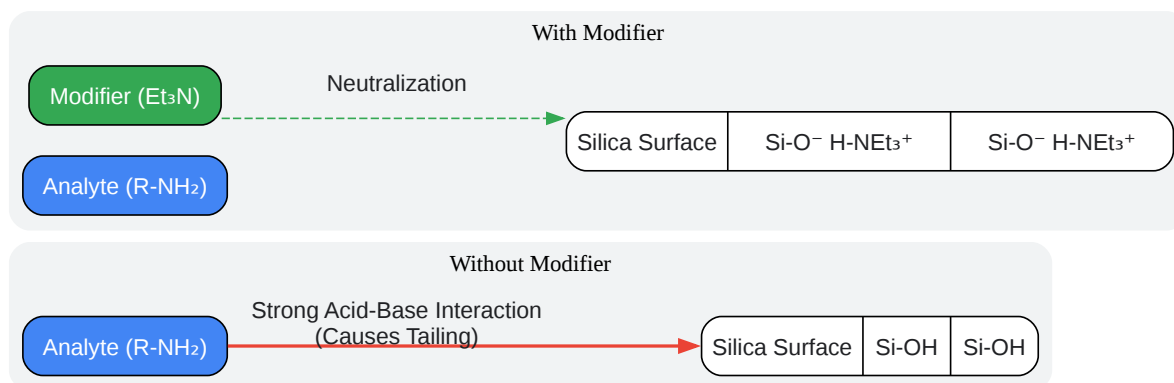 With Modifier
Modifier (Et₃N)
Neutralization
Silica Surface
Si-O⁻ H-NEt₃⁺
Si-O⁻ H-NEt₃⁺
Analyte (R-NH₂)
Without Modifier
Strong Acid-Base Interaction
(Causes Tailing)
Analyte (R-NH₂)
Silica Surface
Si-OH
Si-OH